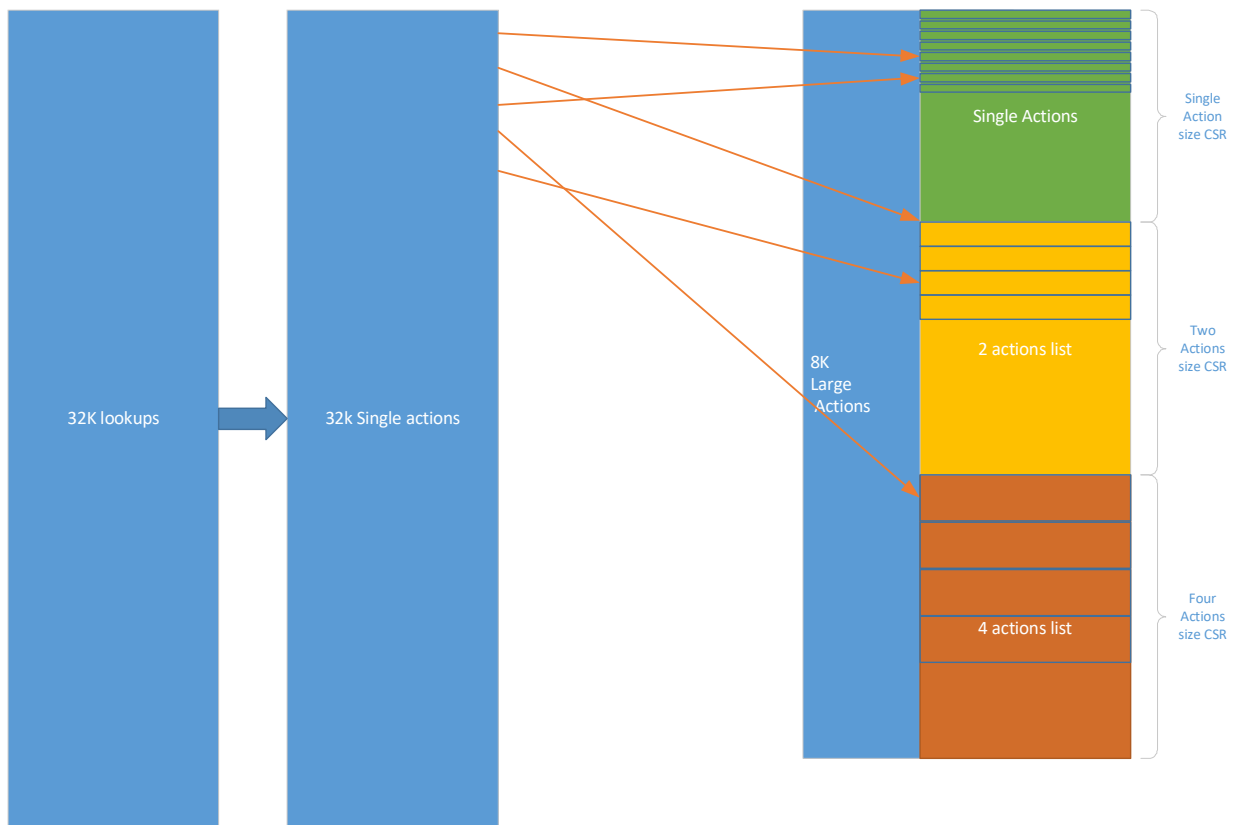 32K lookups
32k Single actions
8K
Large
Actions
Single Actions
2 actions list
4 actions list
Single
Action
size CSR
Two
Actions
size CSR
Four
Actions
size CSR